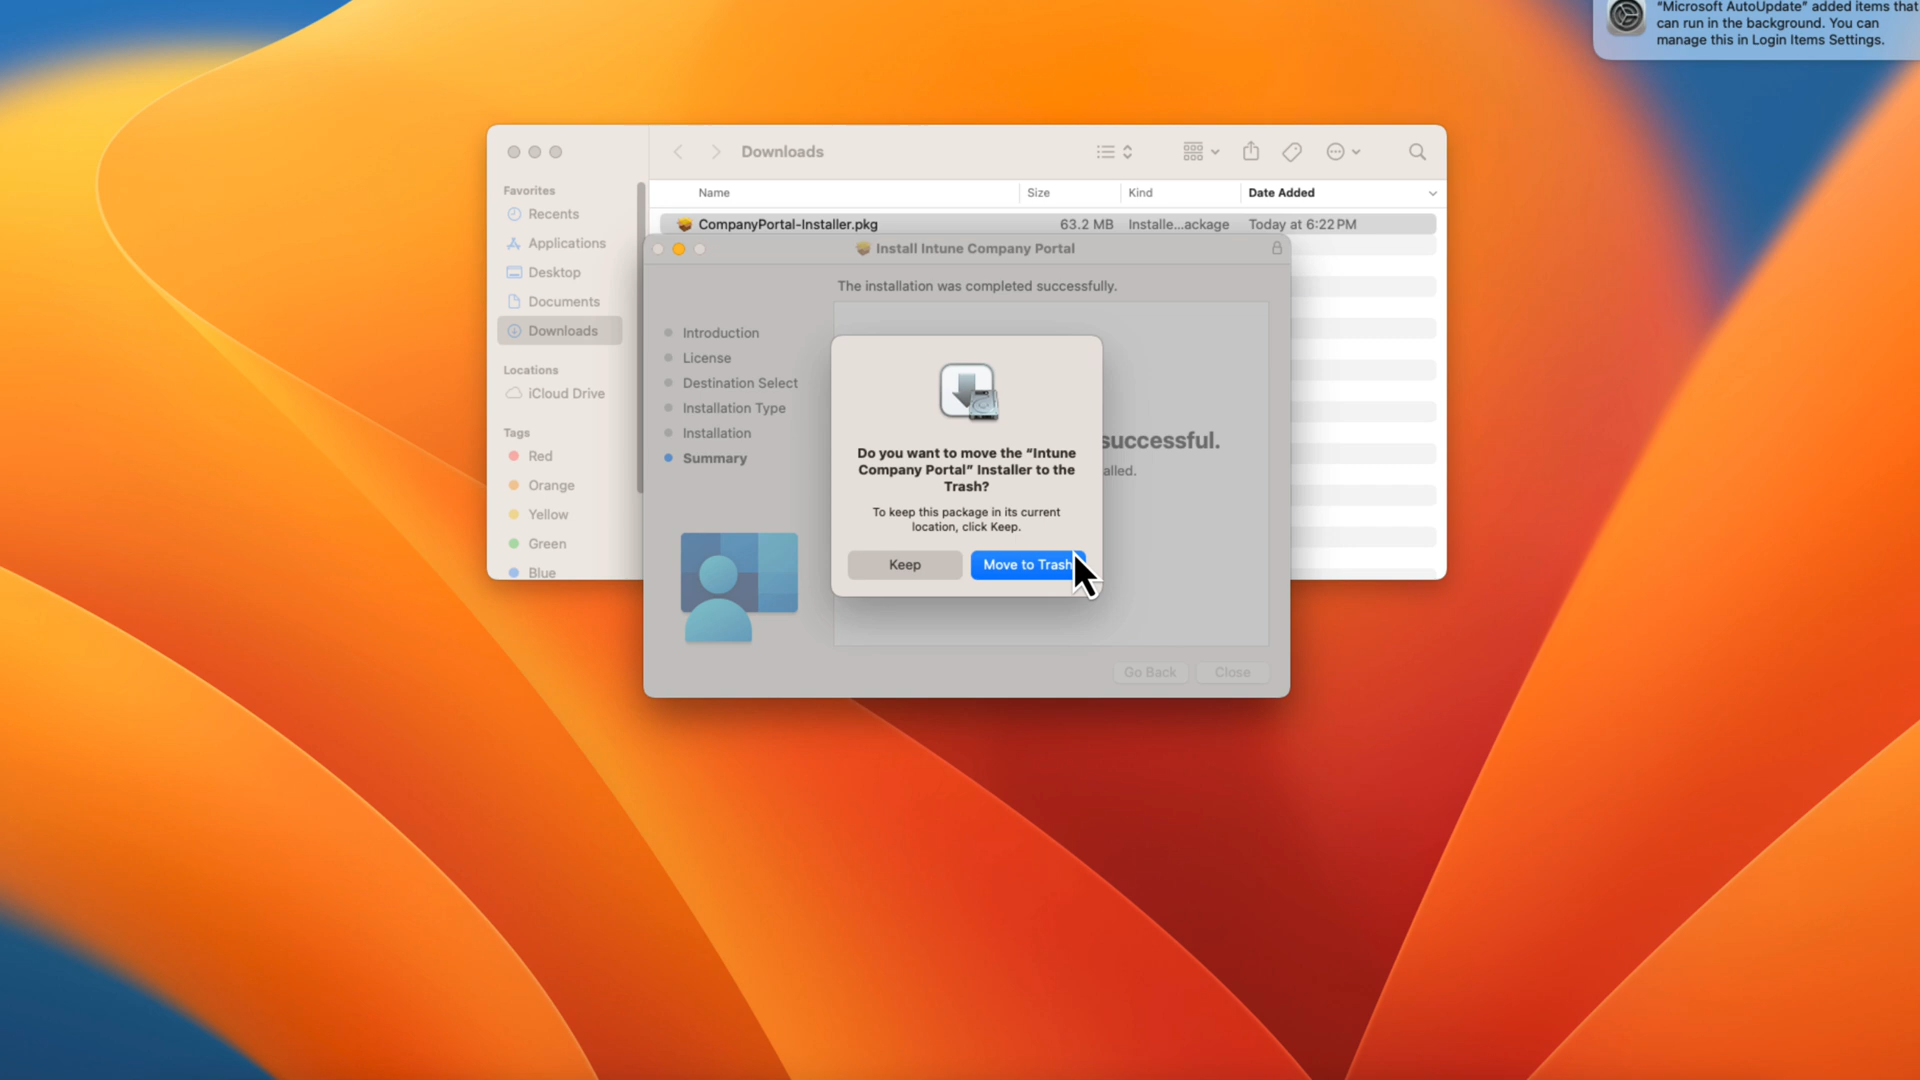 “Microsoft AutoUpdate” added items that
can run in the background. You can
manage this in Login Items Settings.
Downloads
Favorites
Recents
Applications
Desktop
Documents
Downloads
Locations
iCloud Drive
Tags
Red
Orange
Yellow
Green
Blue
Name Size Kind Date Added
CompanyPortal-Installer.pkg 63.2 MB Installe...ackage Today at 6:22 PM
Install Intune Company Portal
The installation was completed successfully.
Introduction
License
Destination Select
Installation Type
Installation
Summary
successful.
alled.
Do you want to move the “Intune
Company Portal” Installer to the
Trash?
To keep this package in its current
location, click Keep.
Keep Move to Trash
Go Back Close